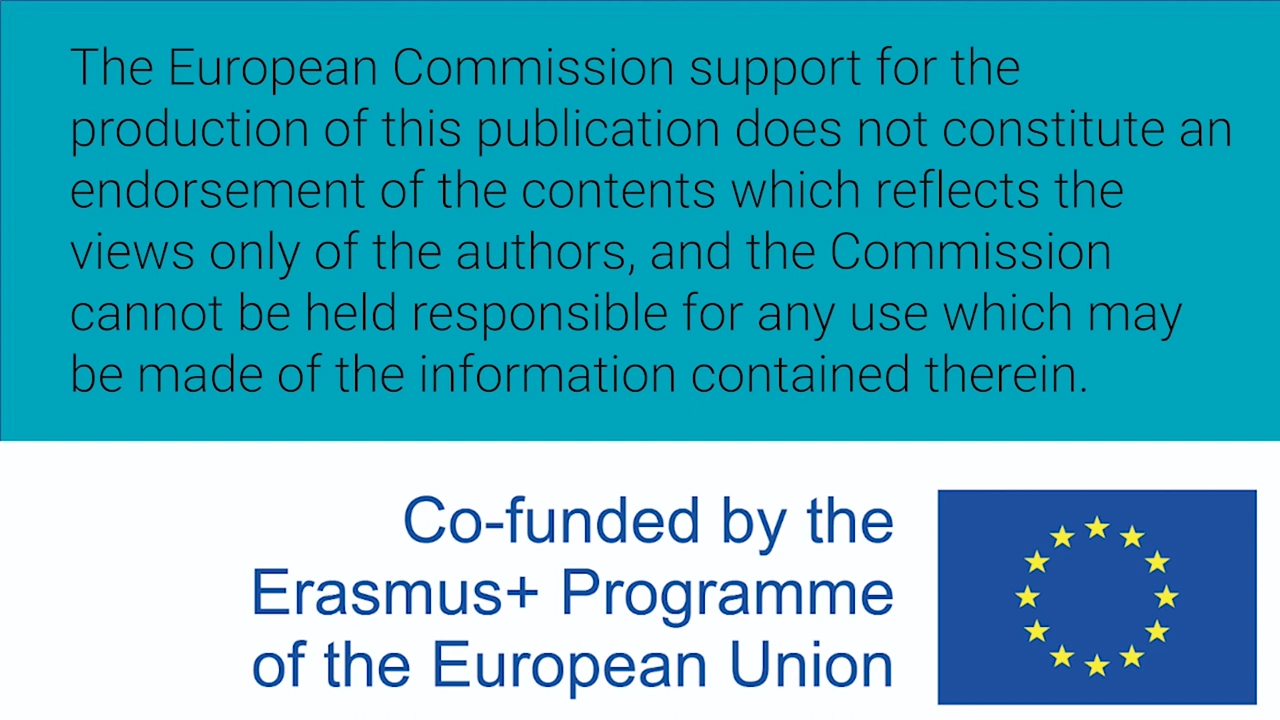 The European Commission support for the
production of this publication does not constitute an
endorsement of the contents which reflects the
views only of the authors, and the Commission
cannot be held responsible for any use which may
be made of the information contained therein.
Co-funded by the
Erasmus+ Programme
of the European Union